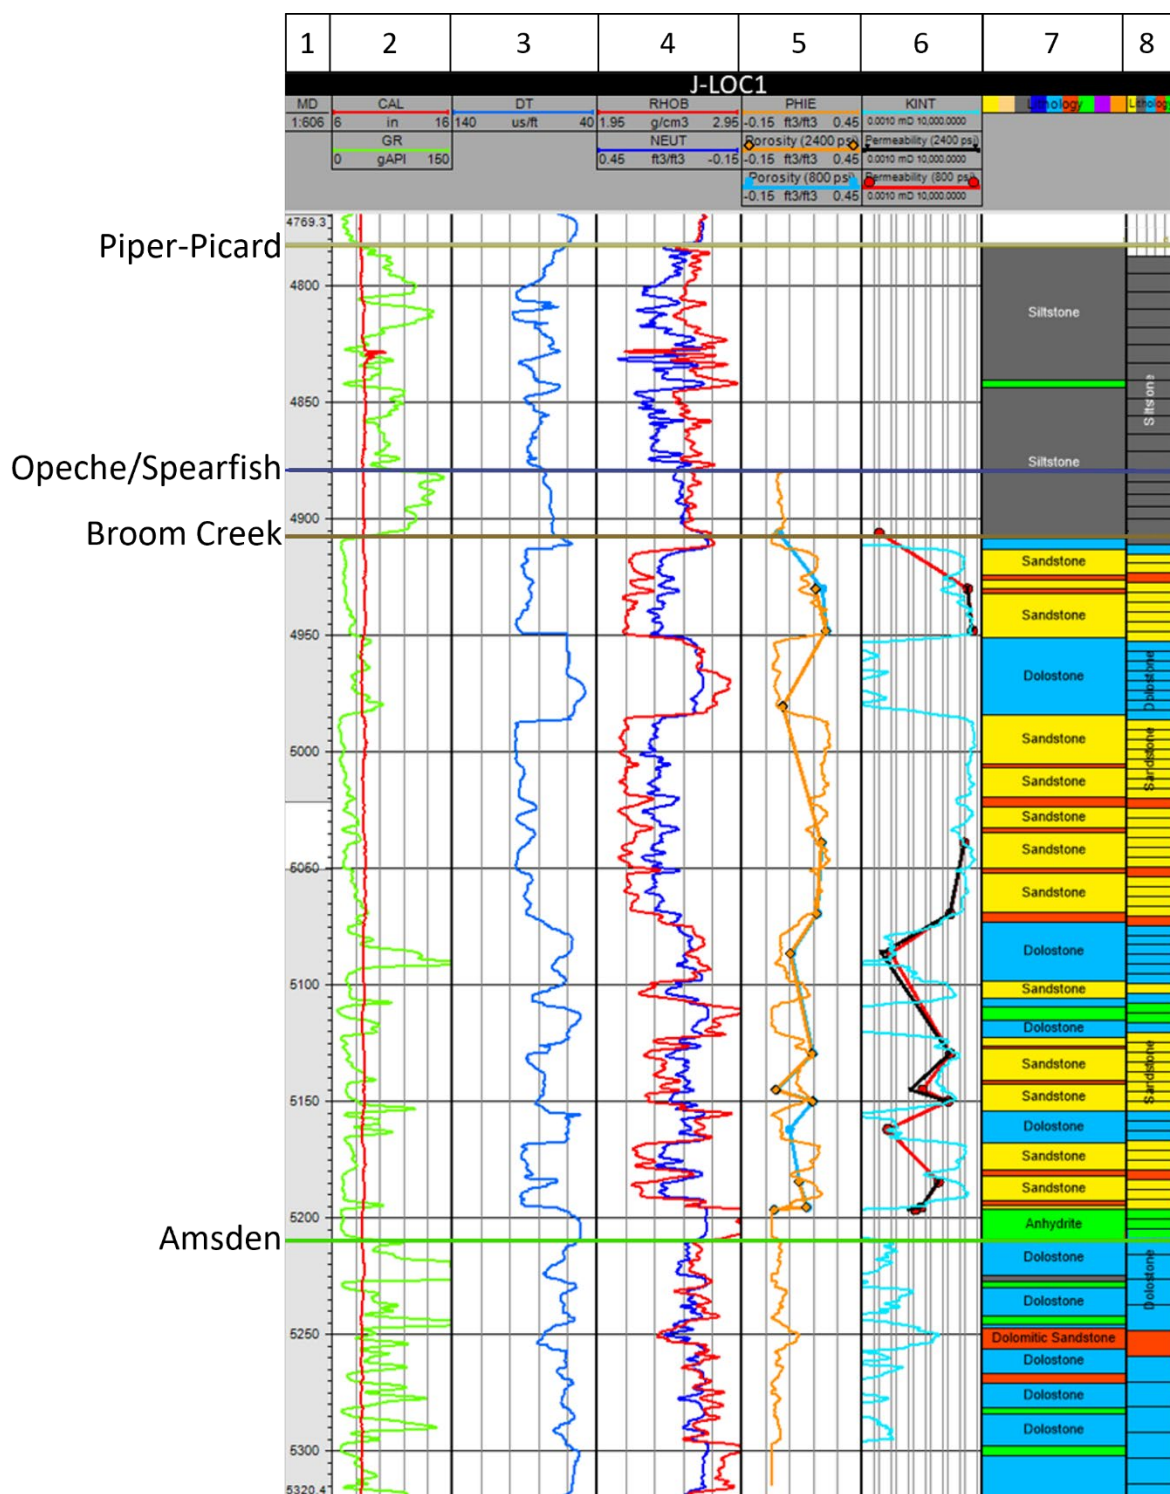 1 2 3 4 5 6 7 8
J-LOC1
MD CAL DT RHOB PHIE KINT Lithology Lithology
1:606 6 in 16 140 us/ft 40 1.95 g/cm3 2.95 -0.15 ft3/ft3 0.45 0.0010 mD 10,000.0000
GR NEUT Porosity (2400 psi) Permeability (2400 psi)
0 gAPI 150 0.45 ft3/ft3 -0.15 -0.15 ft3/ft3 0.45 0.0010 mD 10,000.0000
Porosity (800 psi) Permeability (800 psi)
-0.15 ft3/ft3 0.45 0.0010 mD 10,000.0000
4769.3
Piper-Picard
4800
Siltstone
4850
Siltstone
Opeche/Spearfish
Siltstone
4900
Broom Creek
Sandstone
Sandstone
4950
Dolostone
Dolostone
5000
Sandstone
Sandstone
Sandstone
Sandstone
Sandstone
5050
Sandstone
Dolostone
5100
Sandstone
Dolostone
Sandstone
Sandstone
5150
Sandstone
Dolostone
Sandstone
Sandstone
5200
Anhydrite
Amsden
Dolostone
Dolostone
Dolostone
5250
Dolomitic Sandstone
Dolostone
Dolostone
Dolostone
5300
5320.4